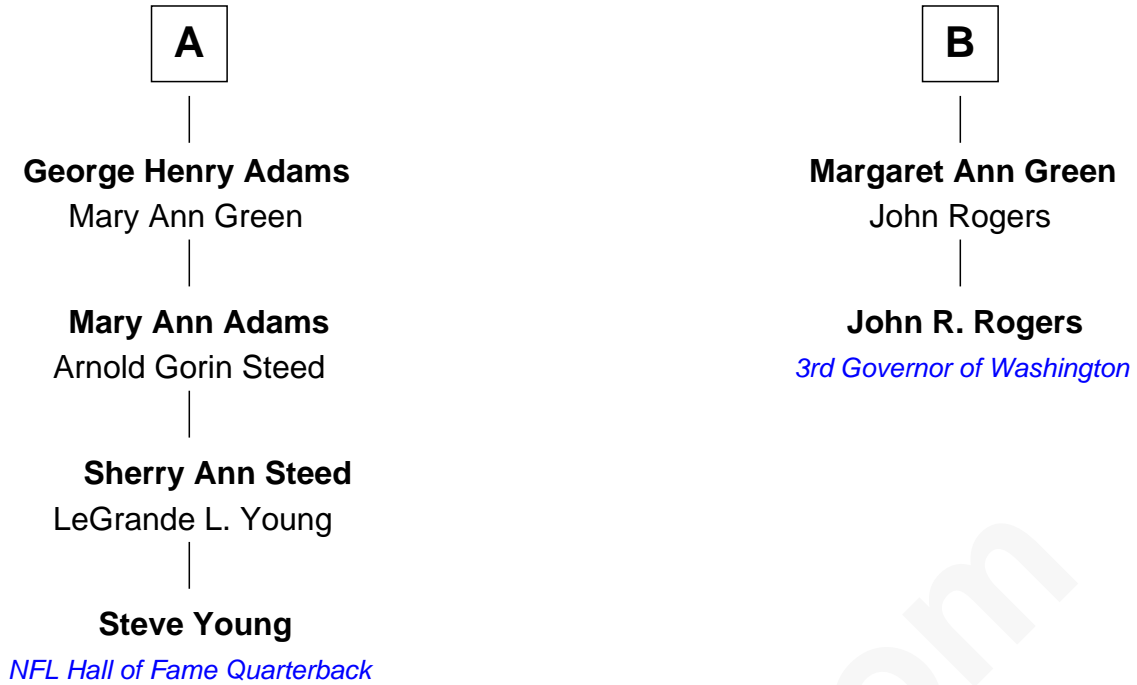 A
George Henry Adams
Mary Ann Green
Mary Ann Adams
Arnold Gorin Steed
Sherry Ann Steed
LeGrande L. Young
Steve Young
NFL Hall of Fame Quarterback
B
Margaret Ann Green
John Rogers
John R. Rogers
3rd Governor of Washington
om